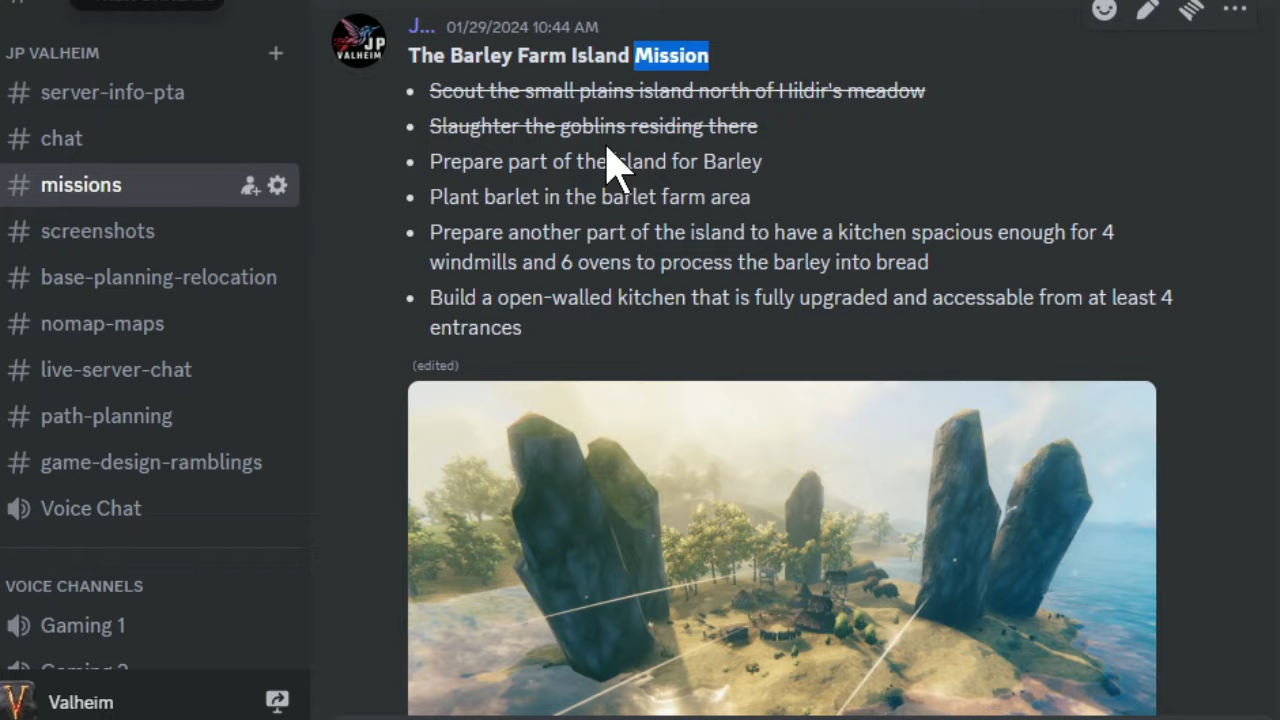 JP VALHEIM
server-info-pta
chat
missions
screenshots
base-planning-relocation
nomap-maps
live-server-chat
path-planning
game-design-ramblings
Voice Chat
VOICE CHANNELS
Gaming 1
Gaming 2
Valheim
JP
VALHEIM
J... 01/29/2024 10:44 AM
The Barley Farm Island Mission
• Scout the small plains island north of Hildir's meadow
• Slaughter the goblins residing there
• Prepare part of the island for Barley
• Plant barlet in the barlet farm area
• Prepare another part of the island to have a kitchen spacious enough for 4
windmills and 6 ovens to process the barley into bread
• Build a open-walled kitchen that is fully upgraded and accessable from at least 4
entrances
(edited)